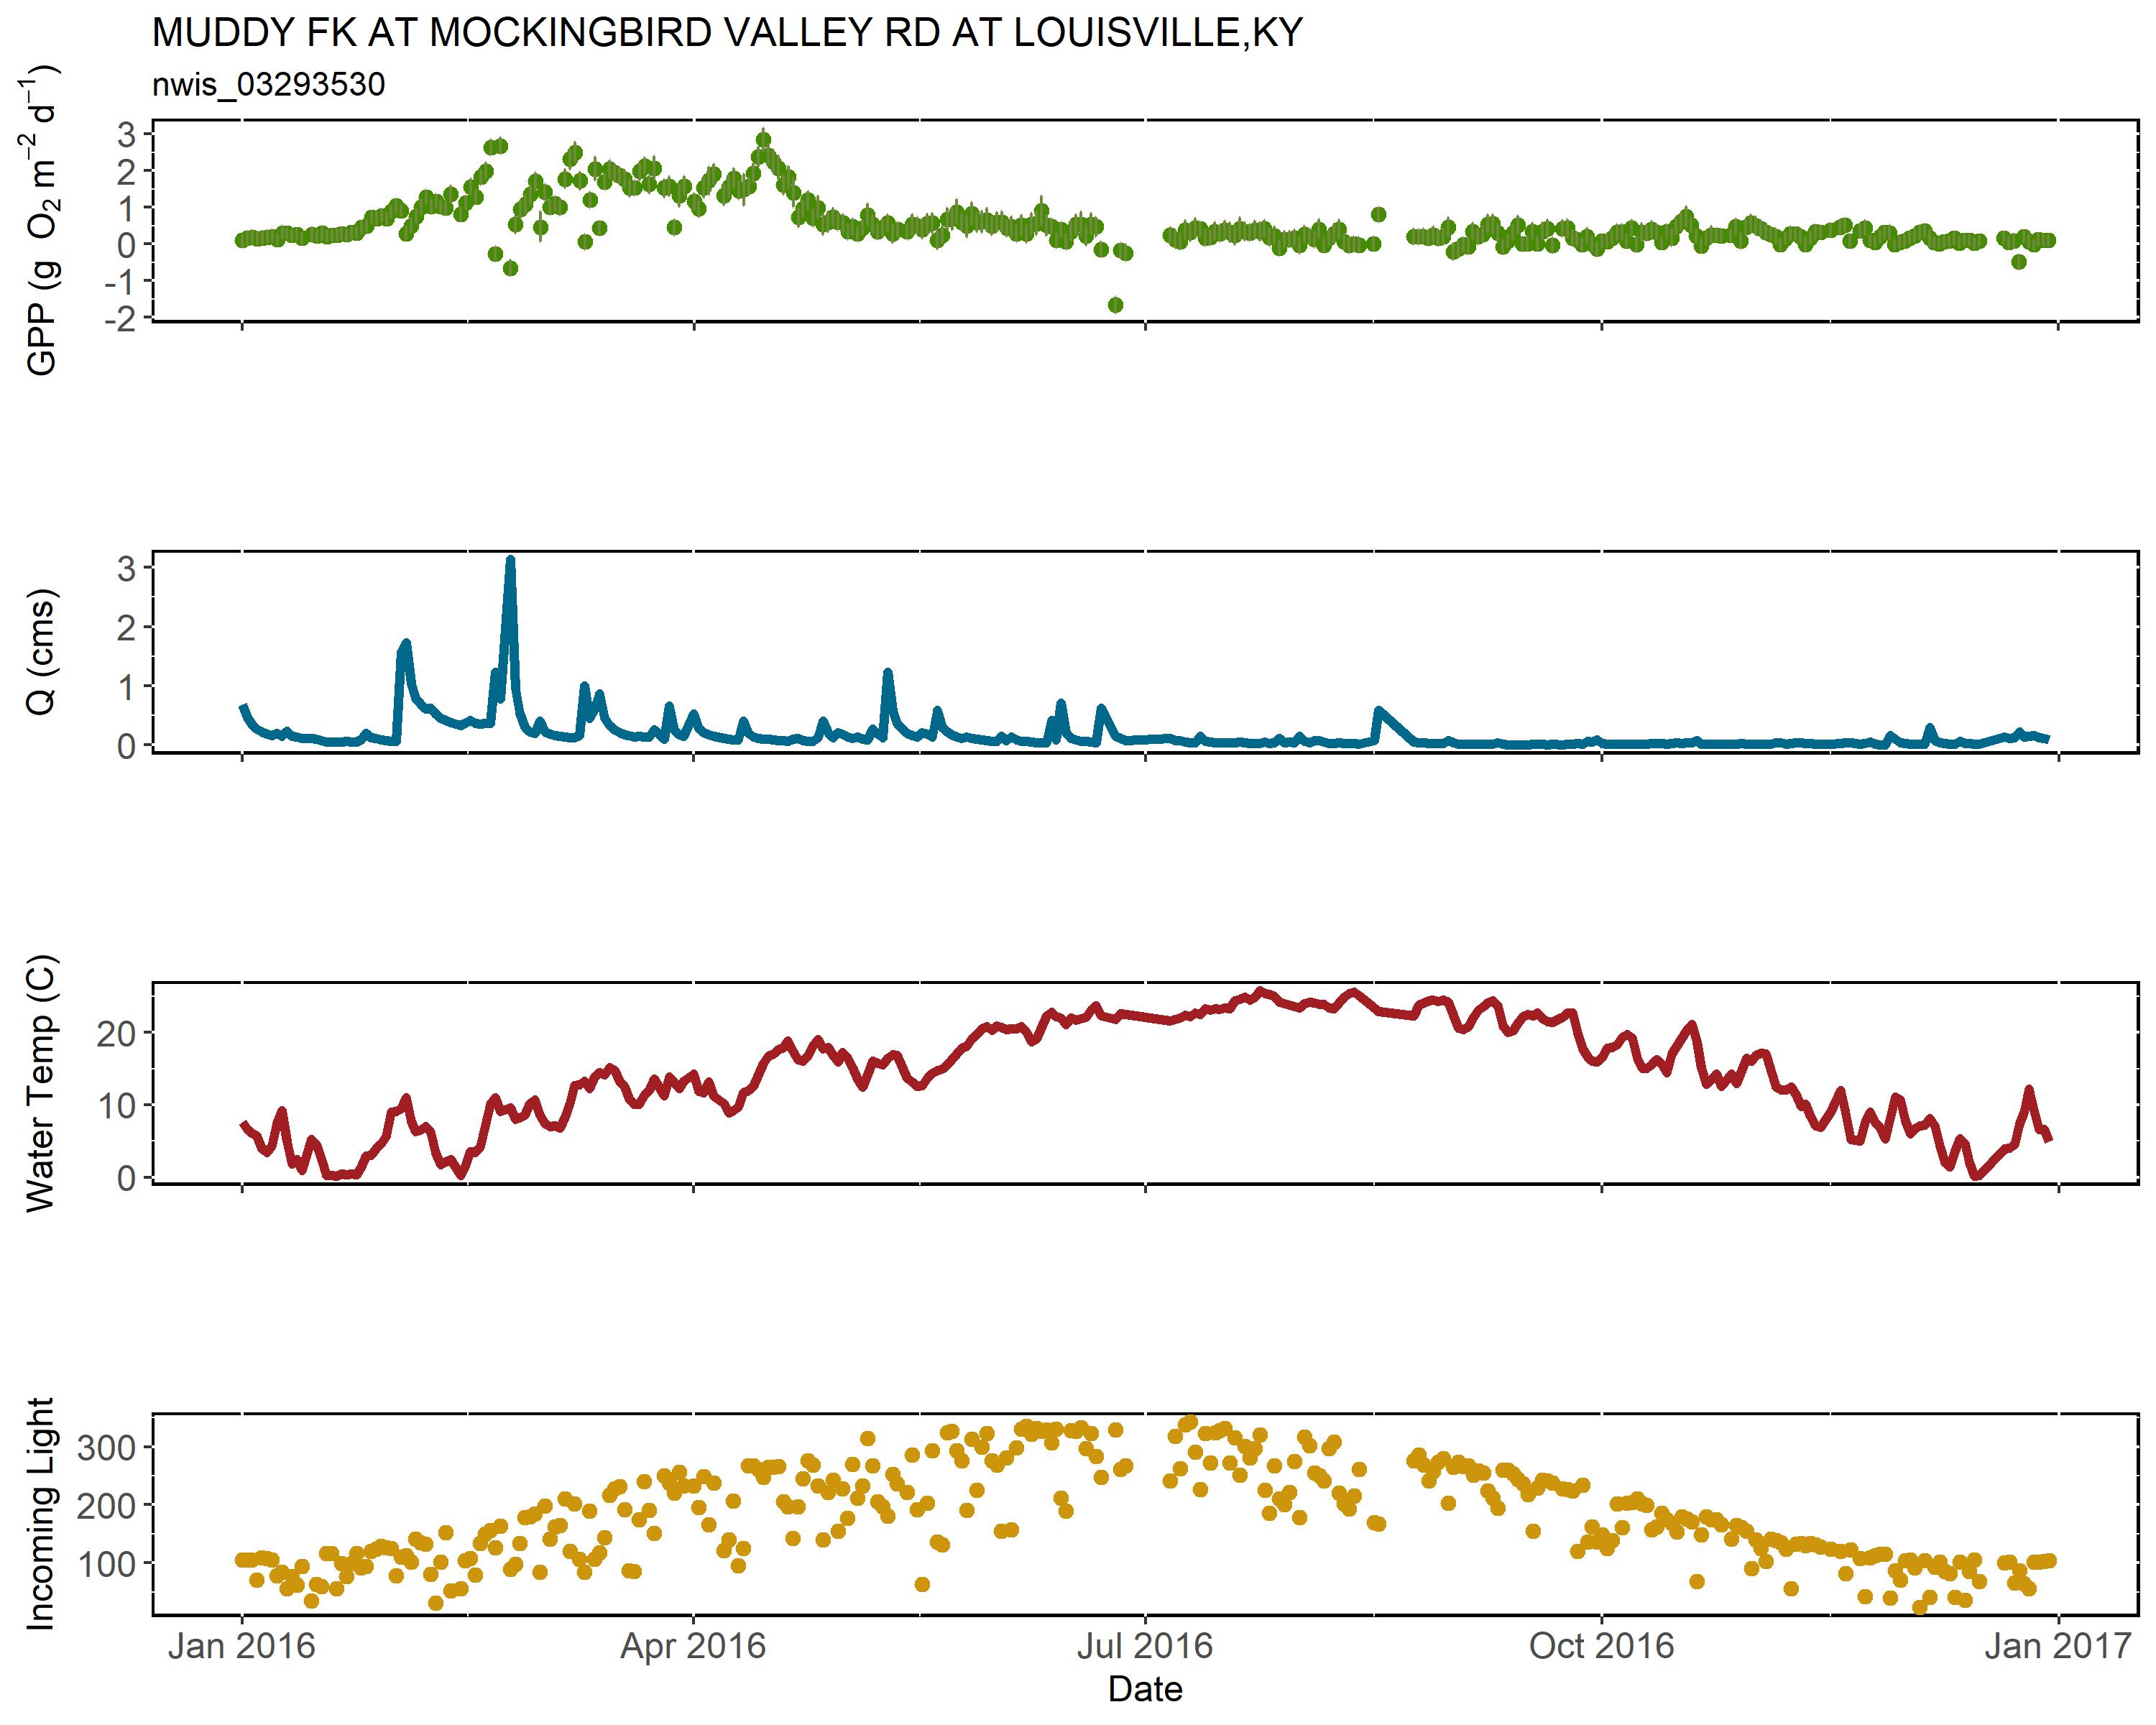 MUDDY FK AT MOCKINGBIRD VALLEY RD AT LOUISVILLE,KY
nwis_03293530
GPP (g O₂ m⁻² d⁻¹)
3
2
1
0
-1
-2
Q (cms)
3
2
1
0
Water Temp (C)
20
10
0
Incoming Light
300
200
100
Jan 2016 Apr 2016 Jul 2016 Oct 2016 Jan 2017
Date